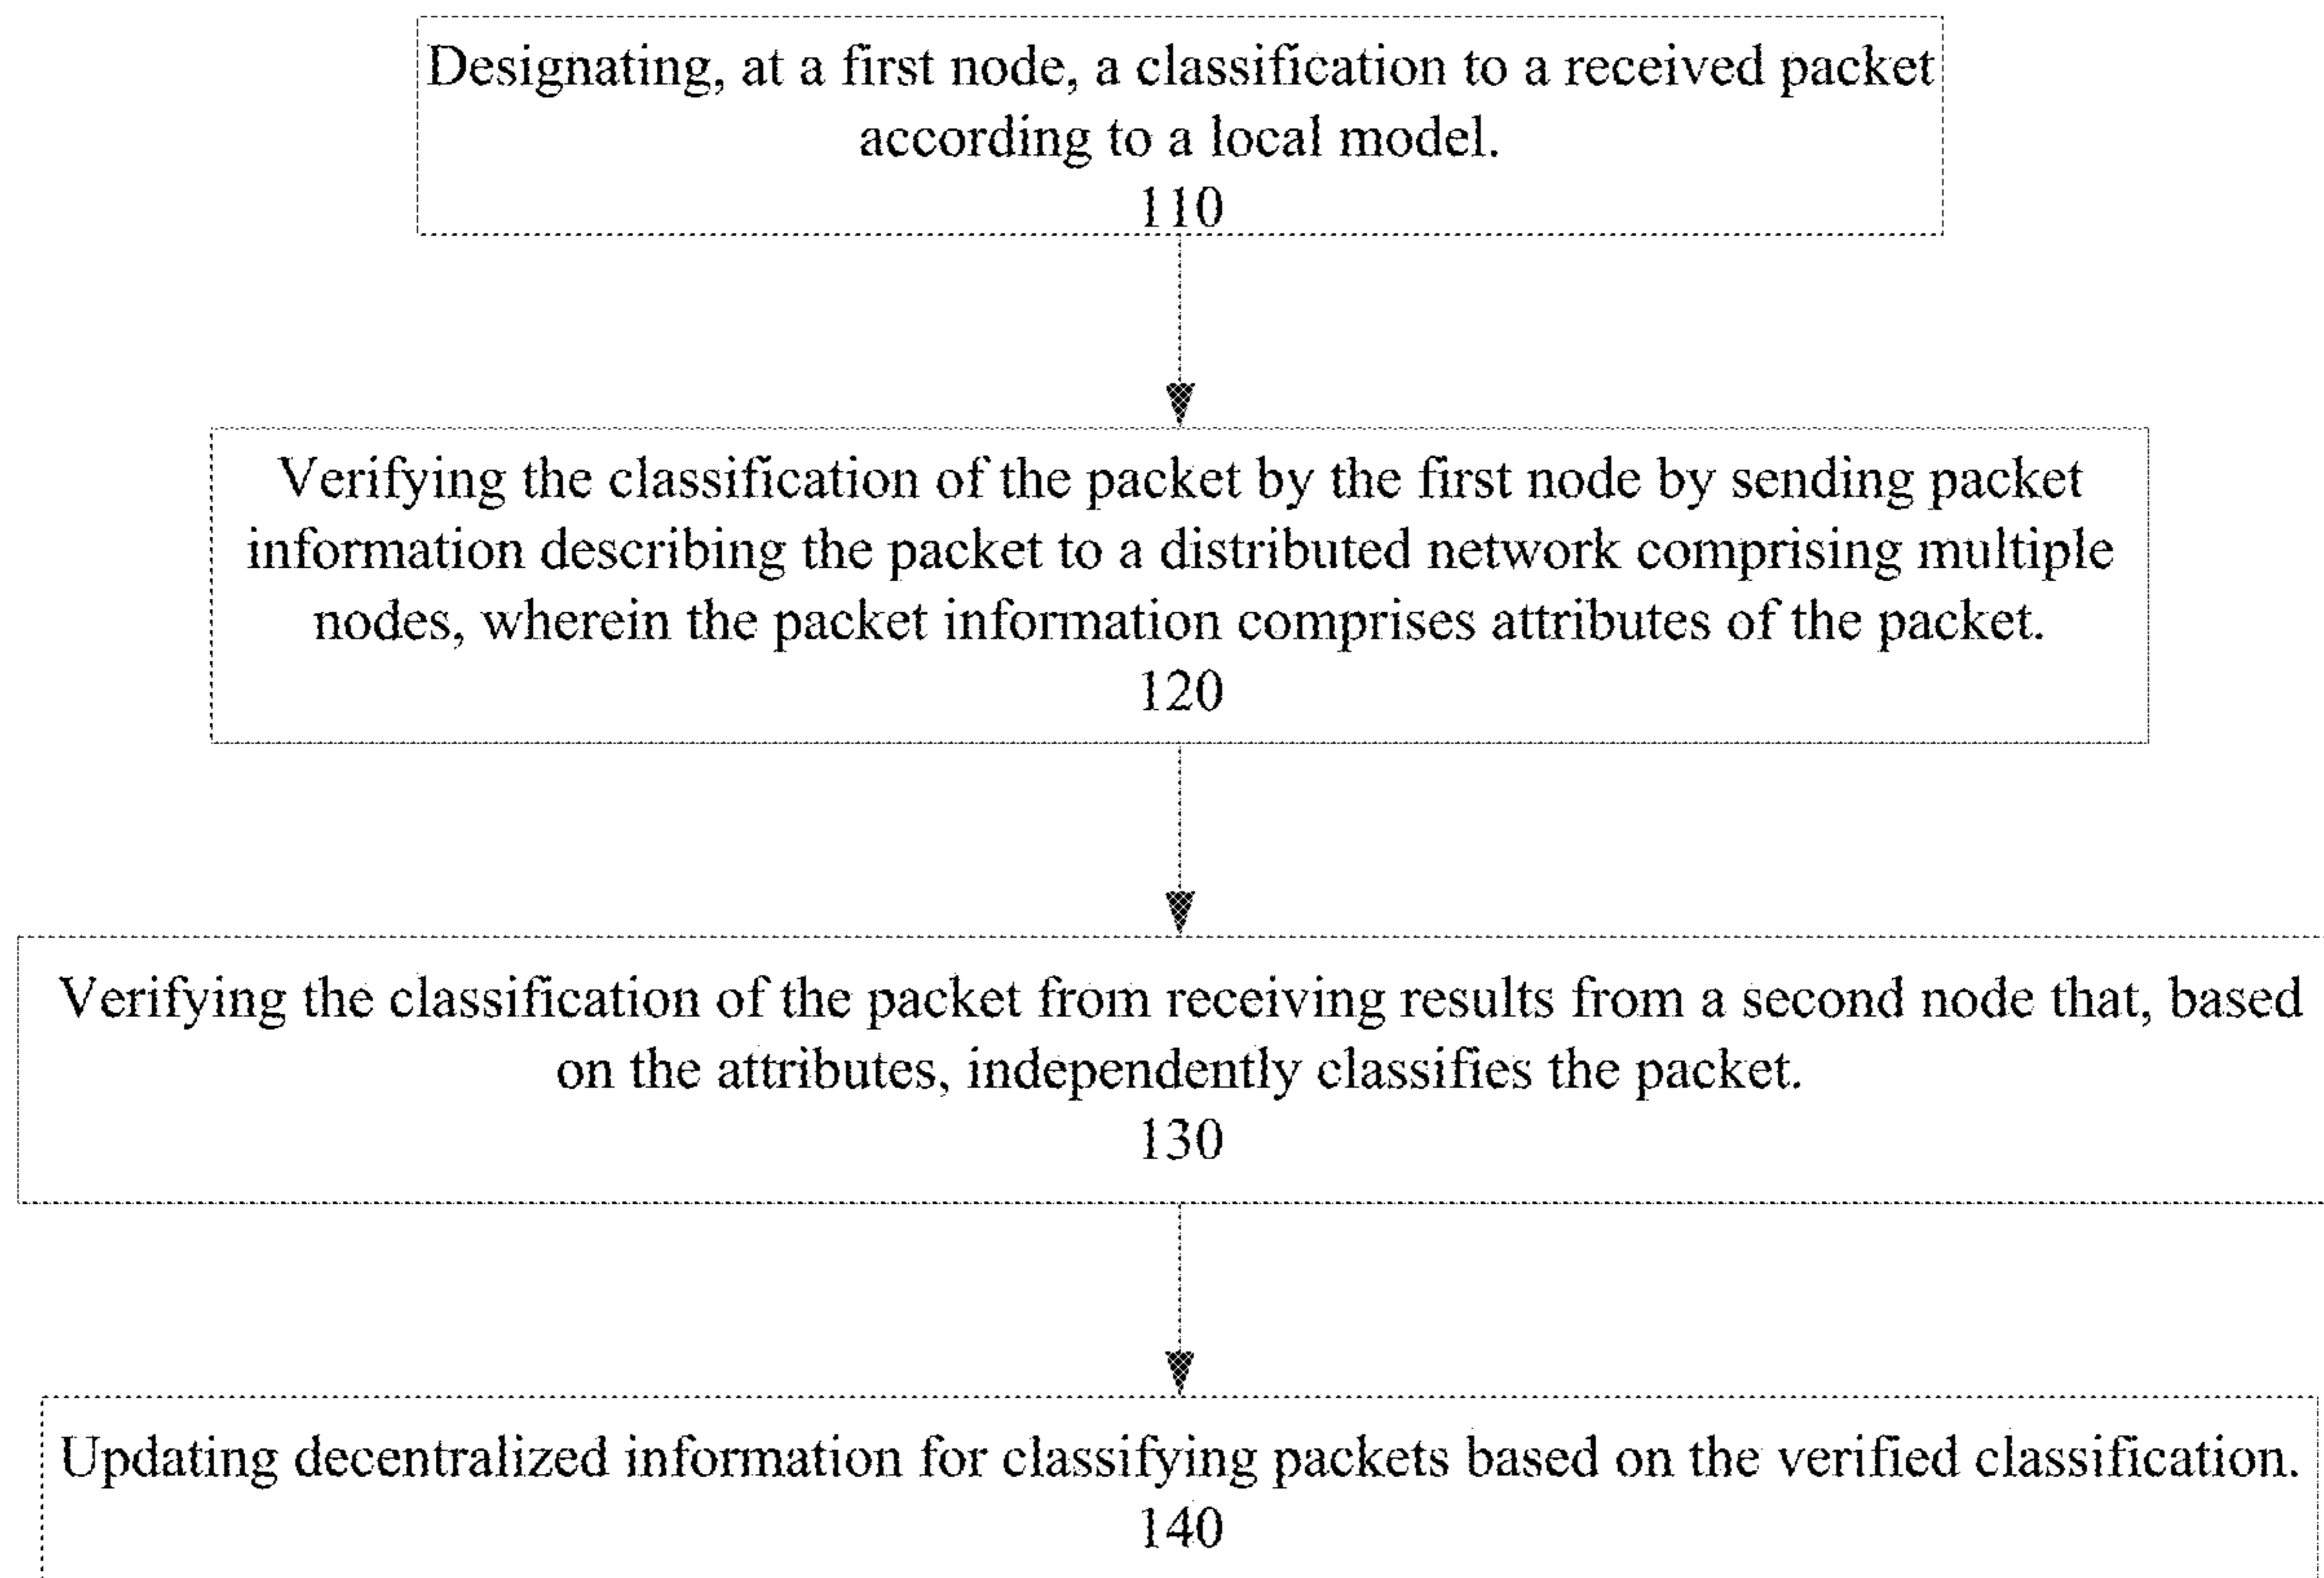 Designating, at a first node, a classification to a received packet
according to a local model.
110
Verifying the classification of the packet by the first node by sending packet
information describing the packet to a distributed network comprising multiple
nodes, wherein the packet information comprises attributes of the packet.
120
Verifying the classification of the packet from receiving results from a second node that, based
on the attributes, independently classifies the packet.
130
Updating decentralized information for classifying packets based on the verified classification.
140